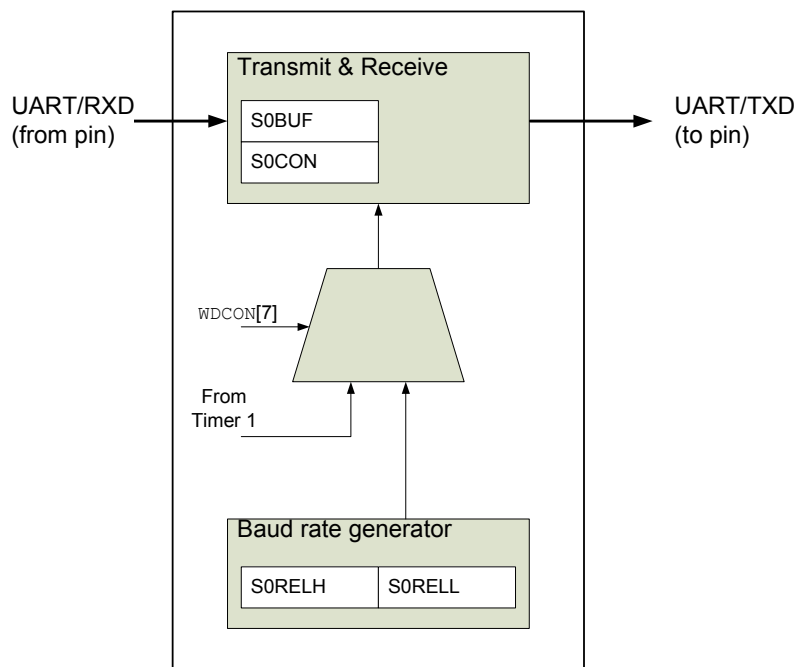 Transmit & Receive
UART/RXD
(from pin)
S0BUF
S0CON
UART/TXD
(to pin)
WDCON[7]
From
Timer 1
Baud rate generator
S0RELH
S0RELL